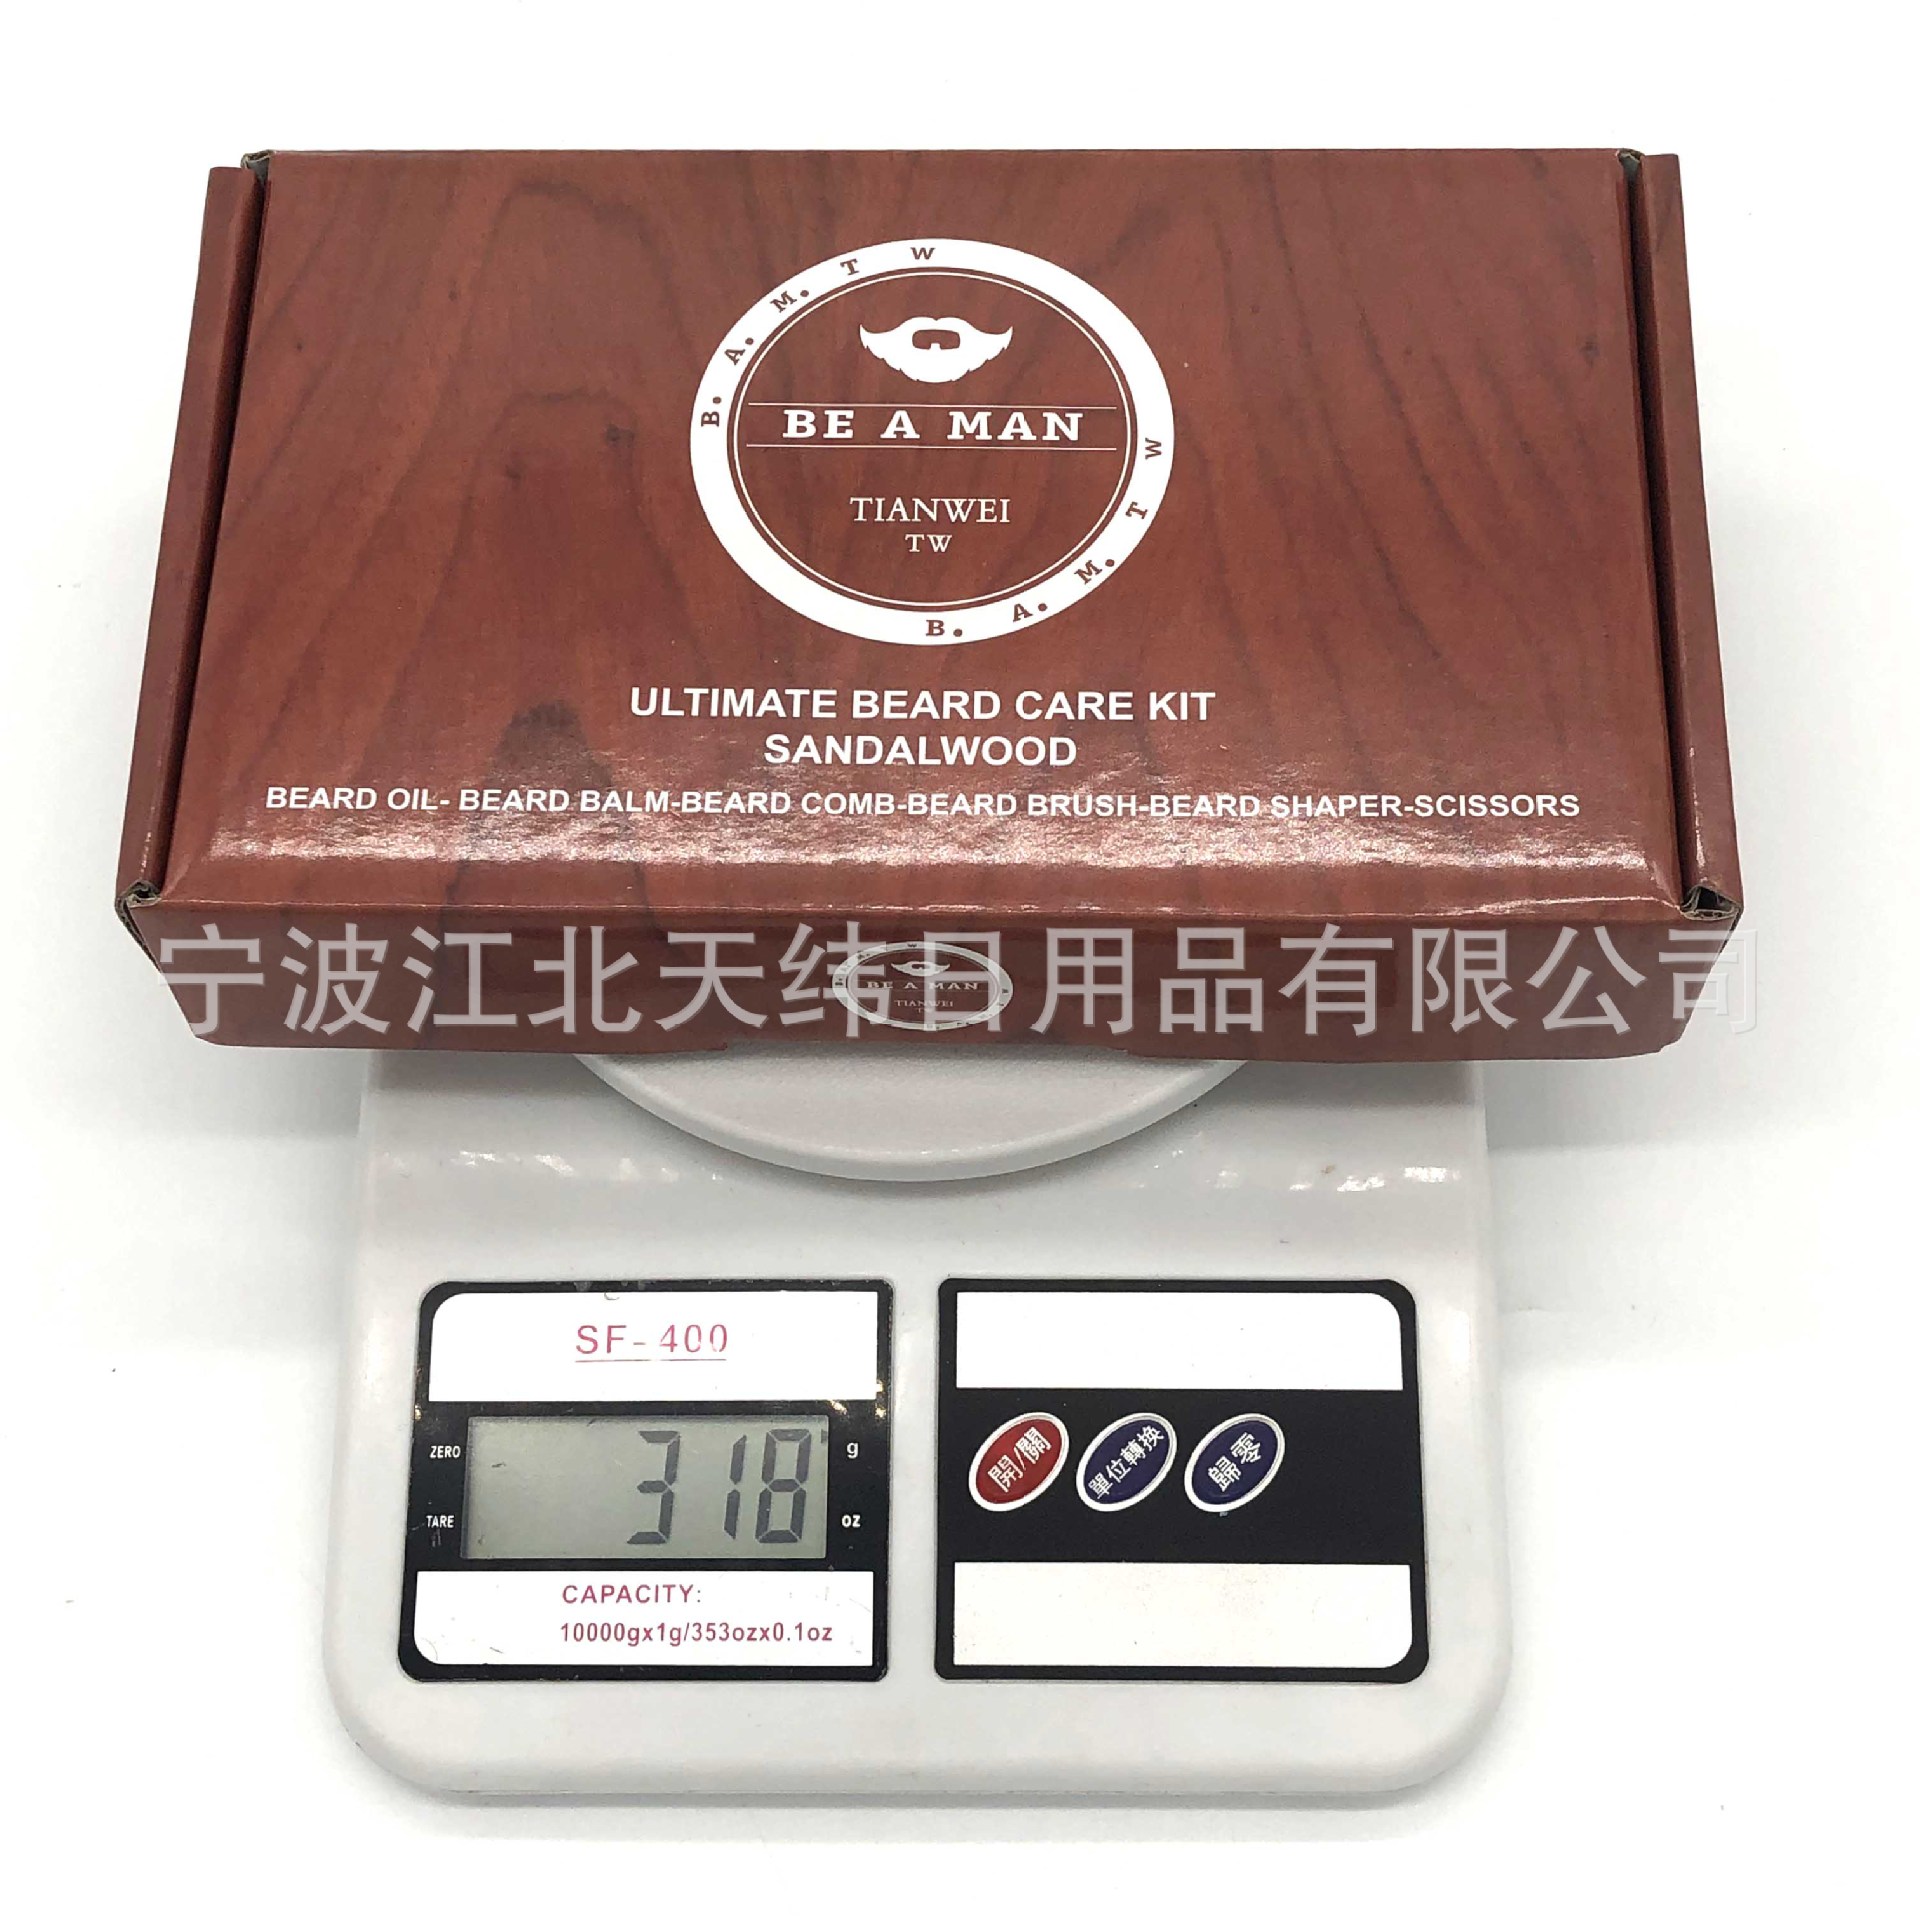 B. A. M. T W
BE A MAN
TIANWEI
TW
B. A. M. T W
ULTIMATE BEARD CARE KIT
SANDALWOOD
BEARD OIL- BEARD BALM-BEARD COMB-BEARD BRUSH-BEARD SHAPER-SCISSORS
宁波江北天纬日用品有限公司
BE A MAN
TIANWEI
SF-400
ZERO
318
g
TARE
oz
CAPACITY:
10000gx1g/353ozx0.1oz
開/關
單位轉換
歸零